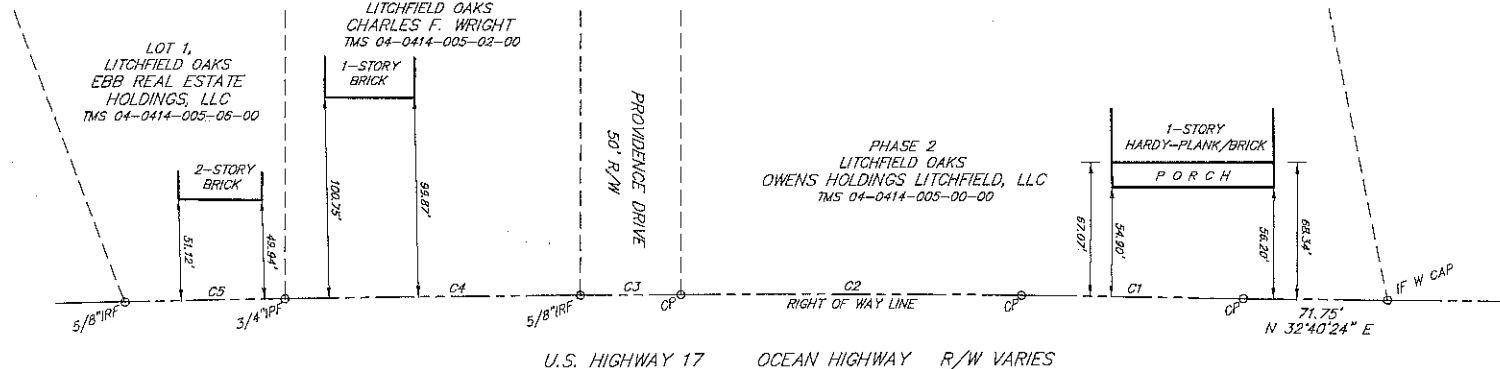 LITCHFIELD OAKS
CHARLES F. WRIGHT
TMS 04-0414-005-02-00
LOT 1,
LITCHFIELD OAKS
EBB REAL ESTATE
HOLDINGS, LLC
TMS 04-0414-005-06-00
1-STORY
BRICK
2-STORY
BRICK
PROVIDENCE DRIVE
50' R/W
PHASE 2
LITCHFIELD OAKS
OWENS HOLDINGS LITCHFIELD, LLC
TMS 04-0414-005-00-00
1-STORY
HARDY-PLANK/BRICK
PORCH
51.12'
49.94'
100.75'
99.87'
67.07'
54.90'
56.20'
68.34'
C5
C4
C3
C2
C1
RIGHT OF WAY LINE
5/8"IRF
3/4"IPF
5/8"IRF
CP
CP
CP
IF W CAP
71.75'
N 32°40'24" E
U.S. HIGHWAY 17 OCEAN HIGHWAY R/W VARIES